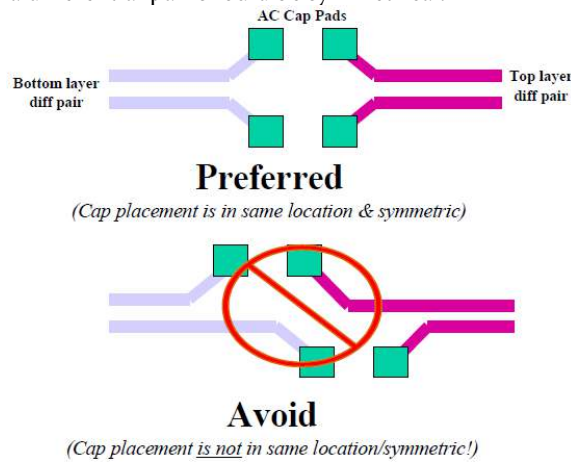 AC Cap Pads
Bottom layer
diff pair
Top layer
diff pair
Preferred
(Cap placement is in same location & symmetric)
Avoid
(Cap placement is not in same location/symmetric!)